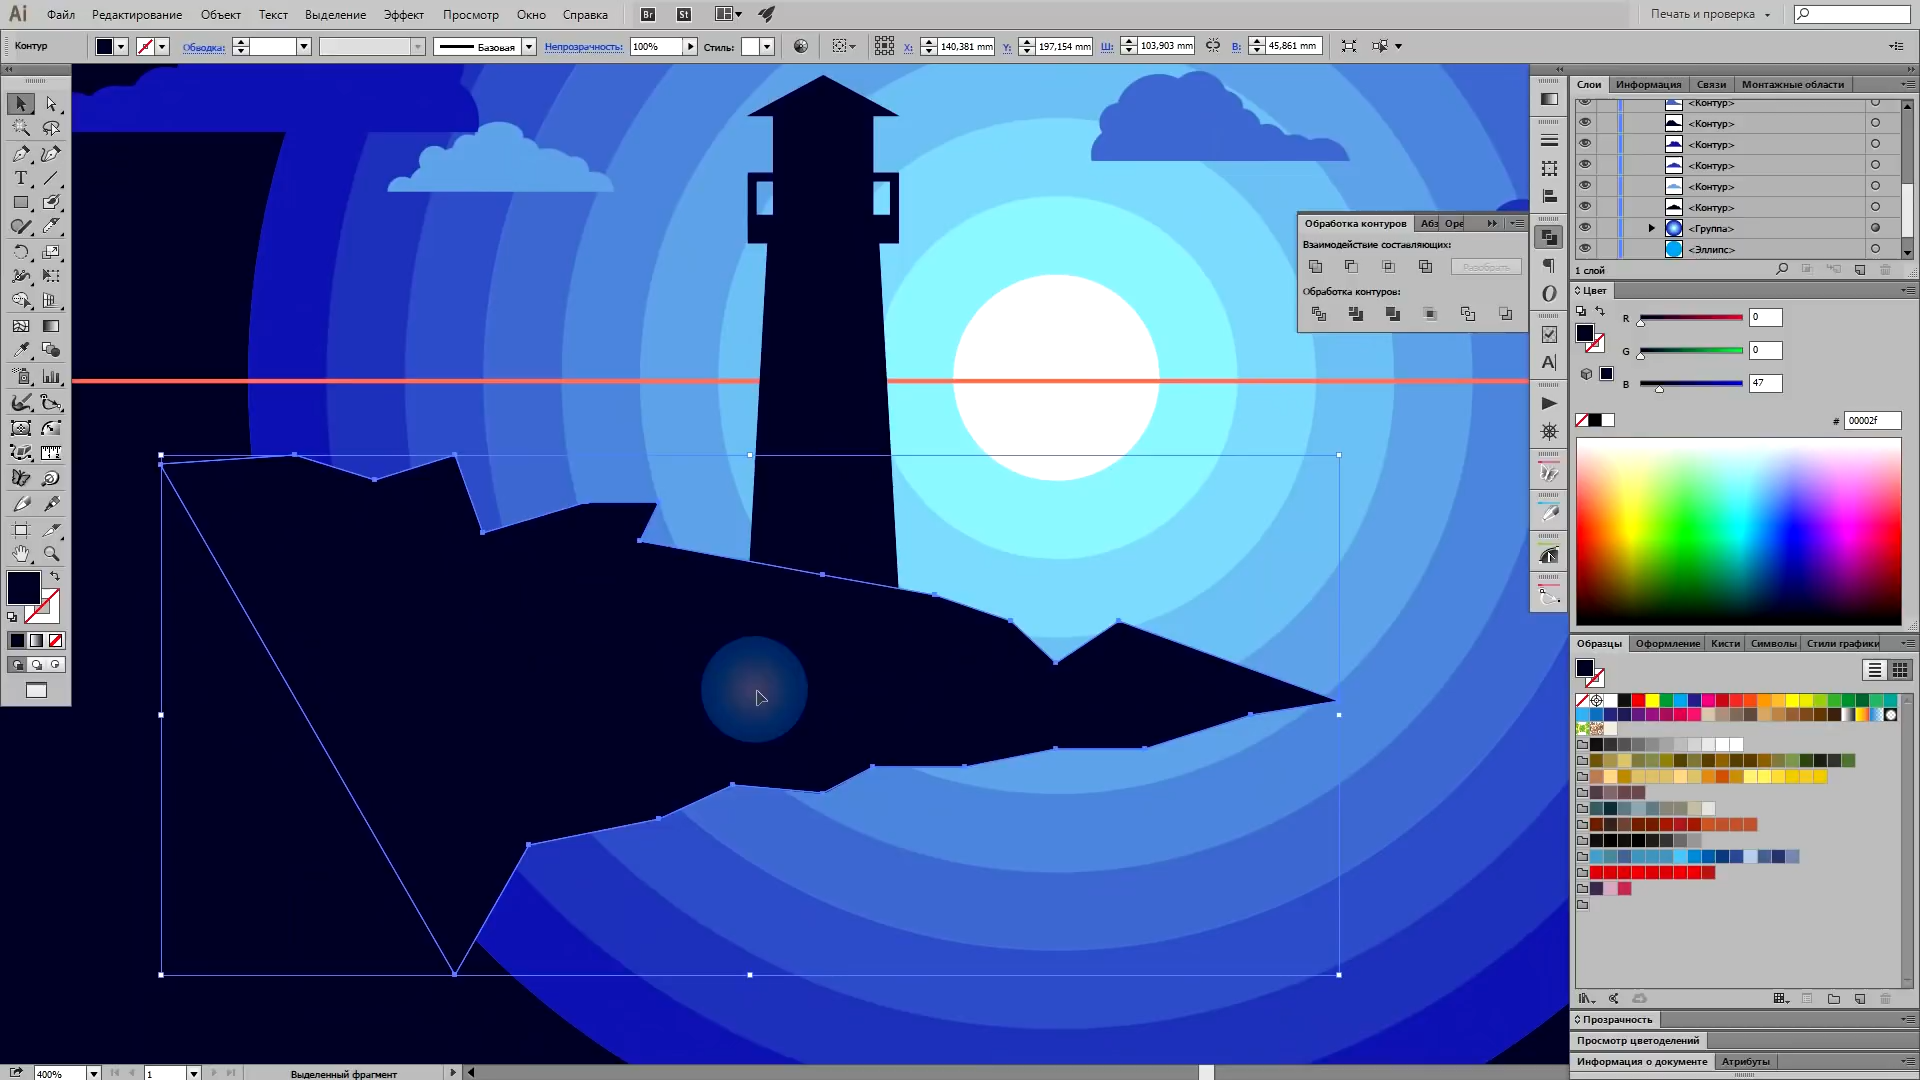 Ai Файл Редактирование Объект Текст Выделение Эффект Просмотр Окно Справка Br St Печать и проверка
Контур Обводка: Базовая Непрозрачность: 100% Стиль: X: 140,381 mm Y: 197,154 mm Ш: 103,903 mm В: 45,861 mm
Слои Информация Связи Монтажные области
<Контур>
<Контур>
<Контур>
<Контур>
<Контур>
<Контур>
<Группа>
<Эллипс>
1 слой
Обработка контуров Опе
Взаимодействие составляющих:
Разобрать
Обработка контуров:
Цвет
R 0
G 0
B 47
# 00002f
Образцы Оформление Кисти Символы Стили графики
Прозрачность
Просмотр цветоделений
Информация о документе Атрибуты
400% 1 Выделенный фрагмент